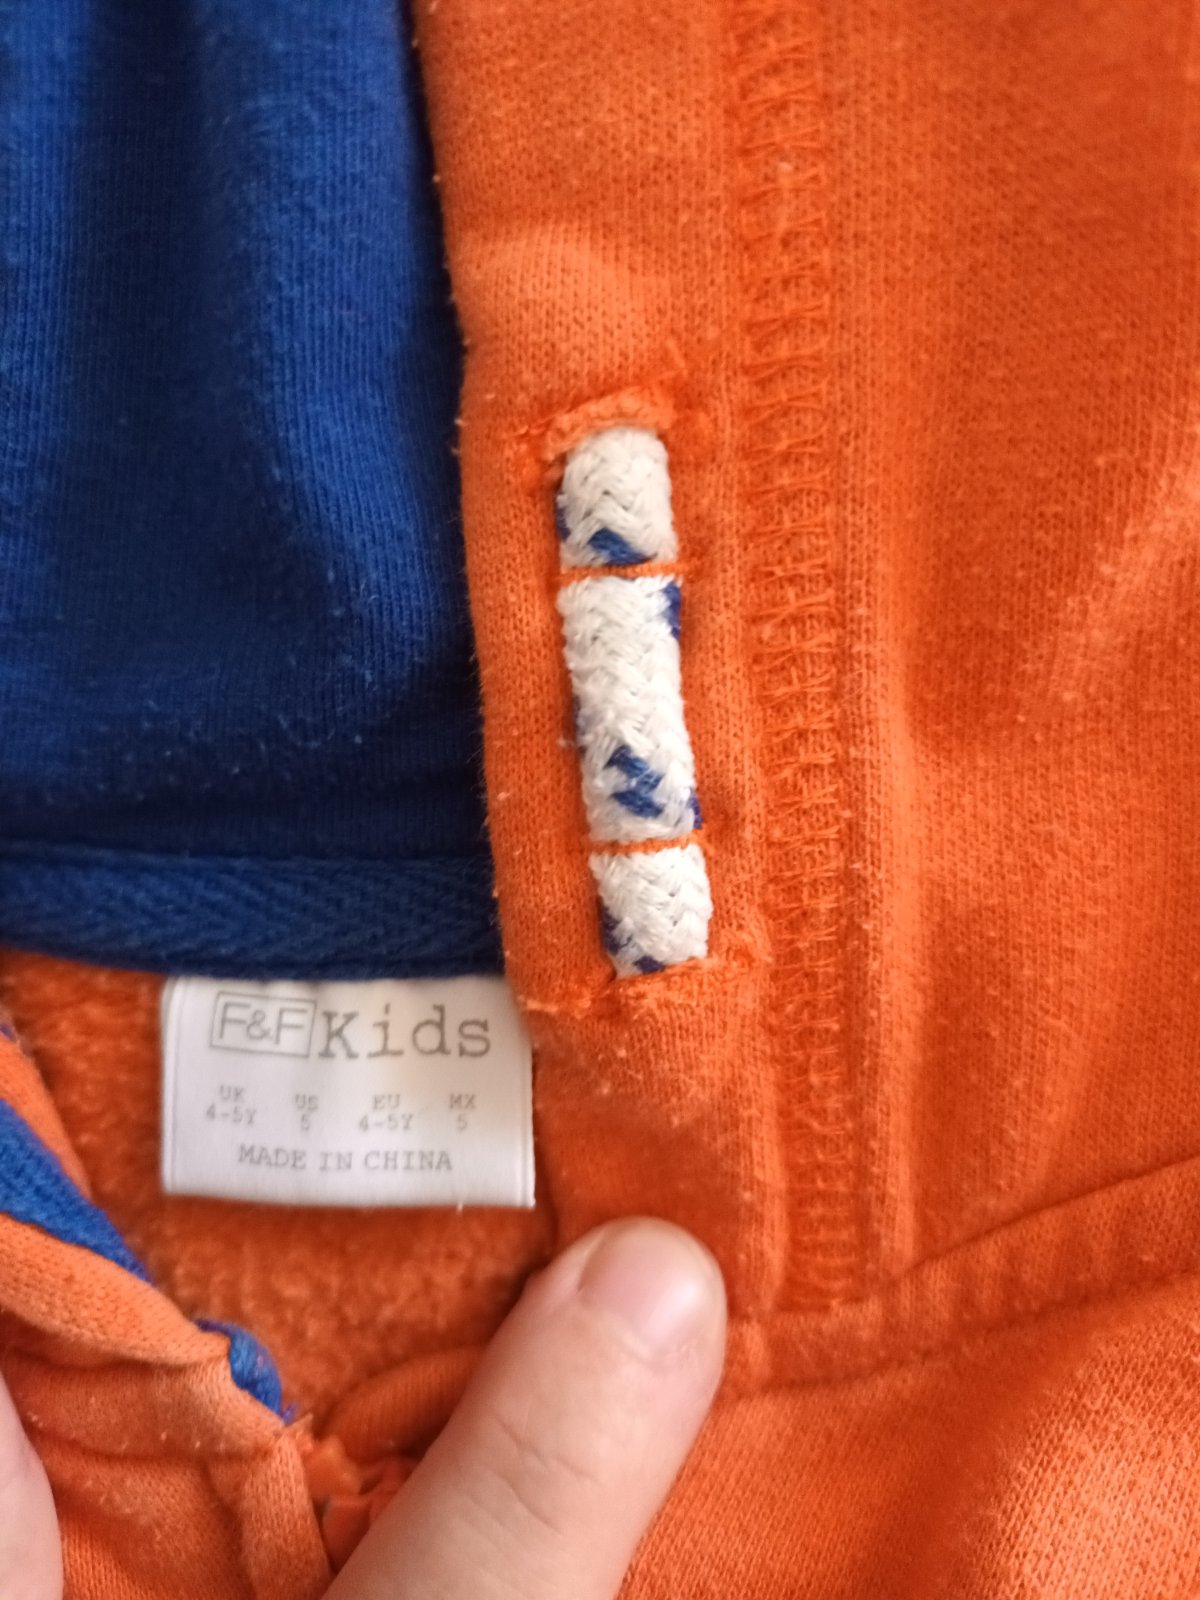 F&F Kids
UK US EU MX
4-5Y 5 4-5Y 5
MADE IN CHINA